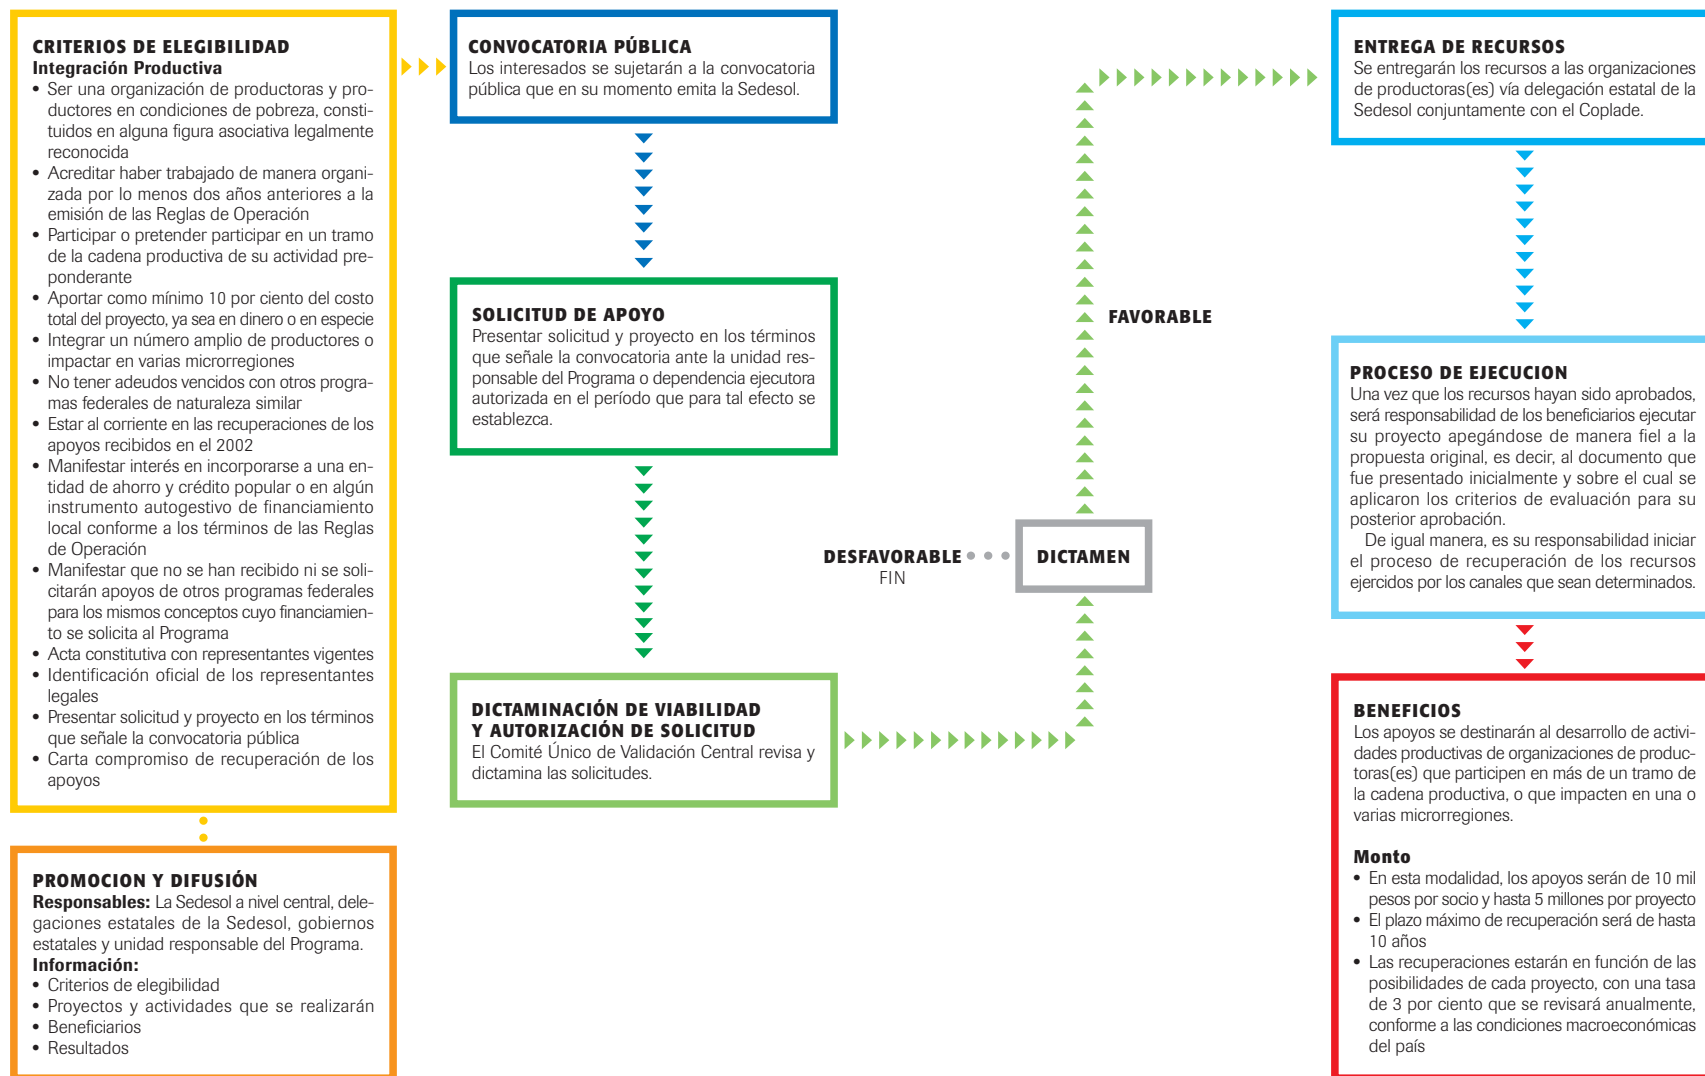 CRITERIOS DE ELEGIBILIDAD
Integración Productiva
• Ser una organización de productoras y pro-
ductores en condiciones de pobreza, consti-
tuidos en alguna figura asociativa legalmente
reconocida
• Acreditar haber trabajado de manera organi-
zada por lo menos dos años anteriores a la
emisión de las Reglas de Operación
• Participar o pretender participar en un tramo
de la cadena productiva de su actividad pre-
ponderante
• Aportar como mínimo 10 por ciento del costo
total del proyecto, ya sea en dinero o en especie
• Integrar un número amplio de productores o
impactar en varias microrregiones
• No tener adeudos vencidos con otros progra-
mas federales de naturaleza similar
• Estar al corriente en las recuperaciones de los
apoyos recibidos en el 2002
• Manifestar interés en incorporarse a una en-
tidad de ahorro y crédito popular o en algún
instrumento autogestivo de financiamiento
local conforme a los términos de las Reglas
de Operación
• Manifestar que no se han recibido ni se soli-
citarán apoyos de otros programas federales
para los mismos conceptos cuyo financiamien-
to se solicita al Programa
• Acta constitutiva con representantes vigentes
• Identificación oficial de los representantes
legales
• Presentar solicitud y proyecto en los términos
que señale la convocatoria pública
• Carta compromiso de recuperación de los
apoyos
PROMOCION Y DIFUSIÓN
Responsables: La Sedesol a nivel central, dele-
gaciones estatales de la Sedesol, gobiernos
estatales y unidad responsable del Programa.
Información:
• Criterios de elegibilidad
• Proyectos y actividades que se realizarán
• Beneficiarios
• Resultados
CONVOCATORIA PÚBLICA
Los interesados se sujetarán a la convocatoria
pública que en su momento emita la Sedesol.
SOLICITUD DE APOYO
Presentar solicitud y proyecto en los términos
que señale la convocatoria ante la unidad res-
ponsable del Programa o dependencia ejecutora
autorizada en el período que para tal efecto se
establezca.
DICTAMINACIÓN DE VIABILIDAD
Y AUTORIZACIÓN DE SOLICITUD
El Comité Único de Validación Central revisa y
dictamina las solicitudes.
DICTAMEN
DESFAVORABLE
FIN
FAVORABLE
ENTREGA DE RECURSOS
Se entregarán los recursos a las organizaciones
de productoras(es) vía delegación estatal de la
Sedesol conjuntamente con el Coplade.
PROCESO DE EJECUCION
Una vez que los recursos hayan sido aprobados,
será responsabilidad de los beneficiarios ejecutar
su proyecto apegándose de manera fiel a la
propuesta original, es decir, al documento que
fue presentado inicialmente y sobre el cual se
aplicaron los criterios de evaluación para su
posterior aprobación.
De igual manera, es su responsabilidad iniciar
el proceso de recuperación de los recursos
ejercidos por los canales que sean determinados.
BENEFICIOS
Los apoyos se destinarán al desarrollo de activi-
dades productivas de organizaciones de produc-
toras(es) que participen en más de un tramo de
la cadena productiva, o que impacten en una o
varias microrregiones.
Monto
• En esta modalidad, los apoyos serán de 10 mil
pesos por socio y hasta 5 millones por proyecto
• El plazo máximo de recuperación será de hasta
10 años
• Las recuperaciones estarán en función de las
posibilidades de cada proyecto, con una tasa
de 3 por ciento que se revisará anualmente,
conforme a las condiciones macroeconómicas
del país